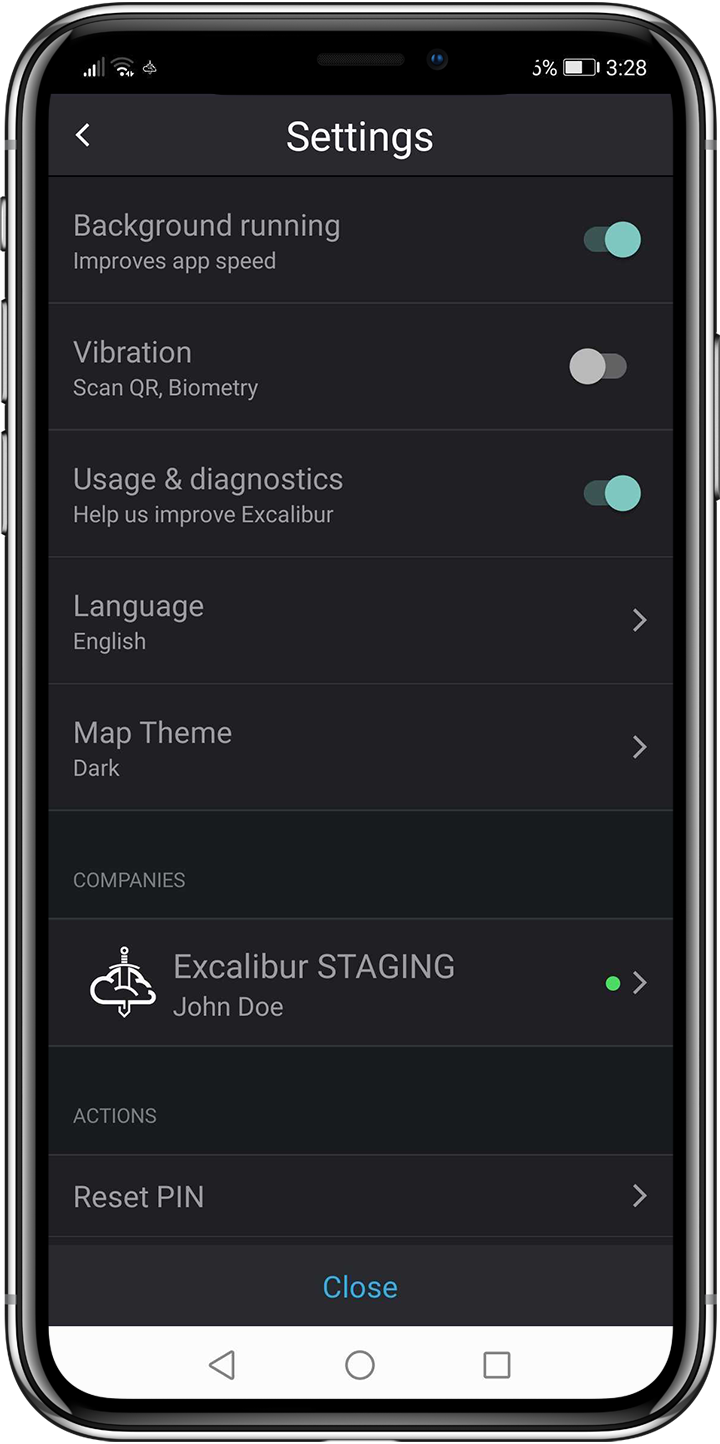 3:28
Settings
Background running
Improves app speed
Vibration
Scan QR, Biometry
Usage & diagnostics
Help us improve Excalibur
Language
English
Map Theme
Dark
COMPANIES
Excalibur STAGING
John Doe
ACTIONS
Reset PIN
Close